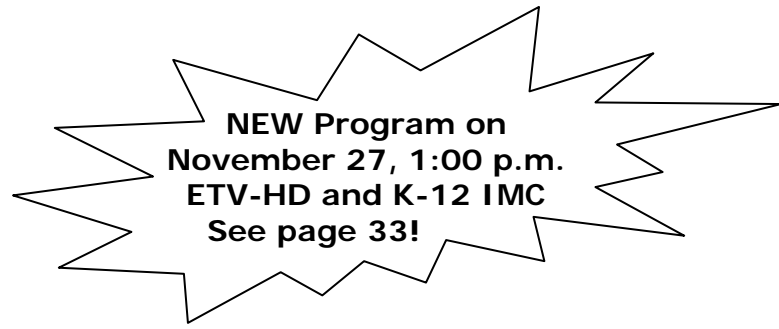 NEW Program on
November 27, 1:00 p.m.
ETV-HD and K-12 IMC
See page 33!